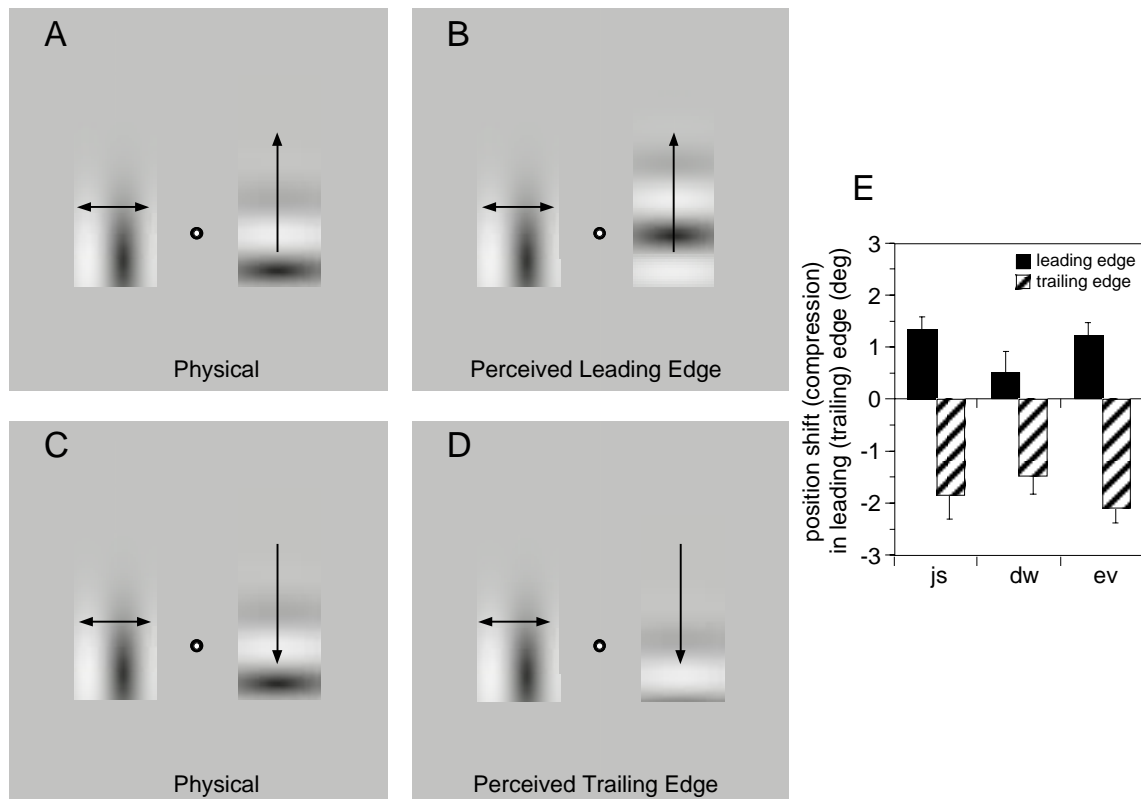 A
Physical
B
Perceived Leading Edge
C
Physical
D
Perceived Trailing Edge
E
position shift (compression)
in leading (trailing) edge (deg)
3
2
1
0
-1
-2
-3
leading edge
trailing edge
js dw ev